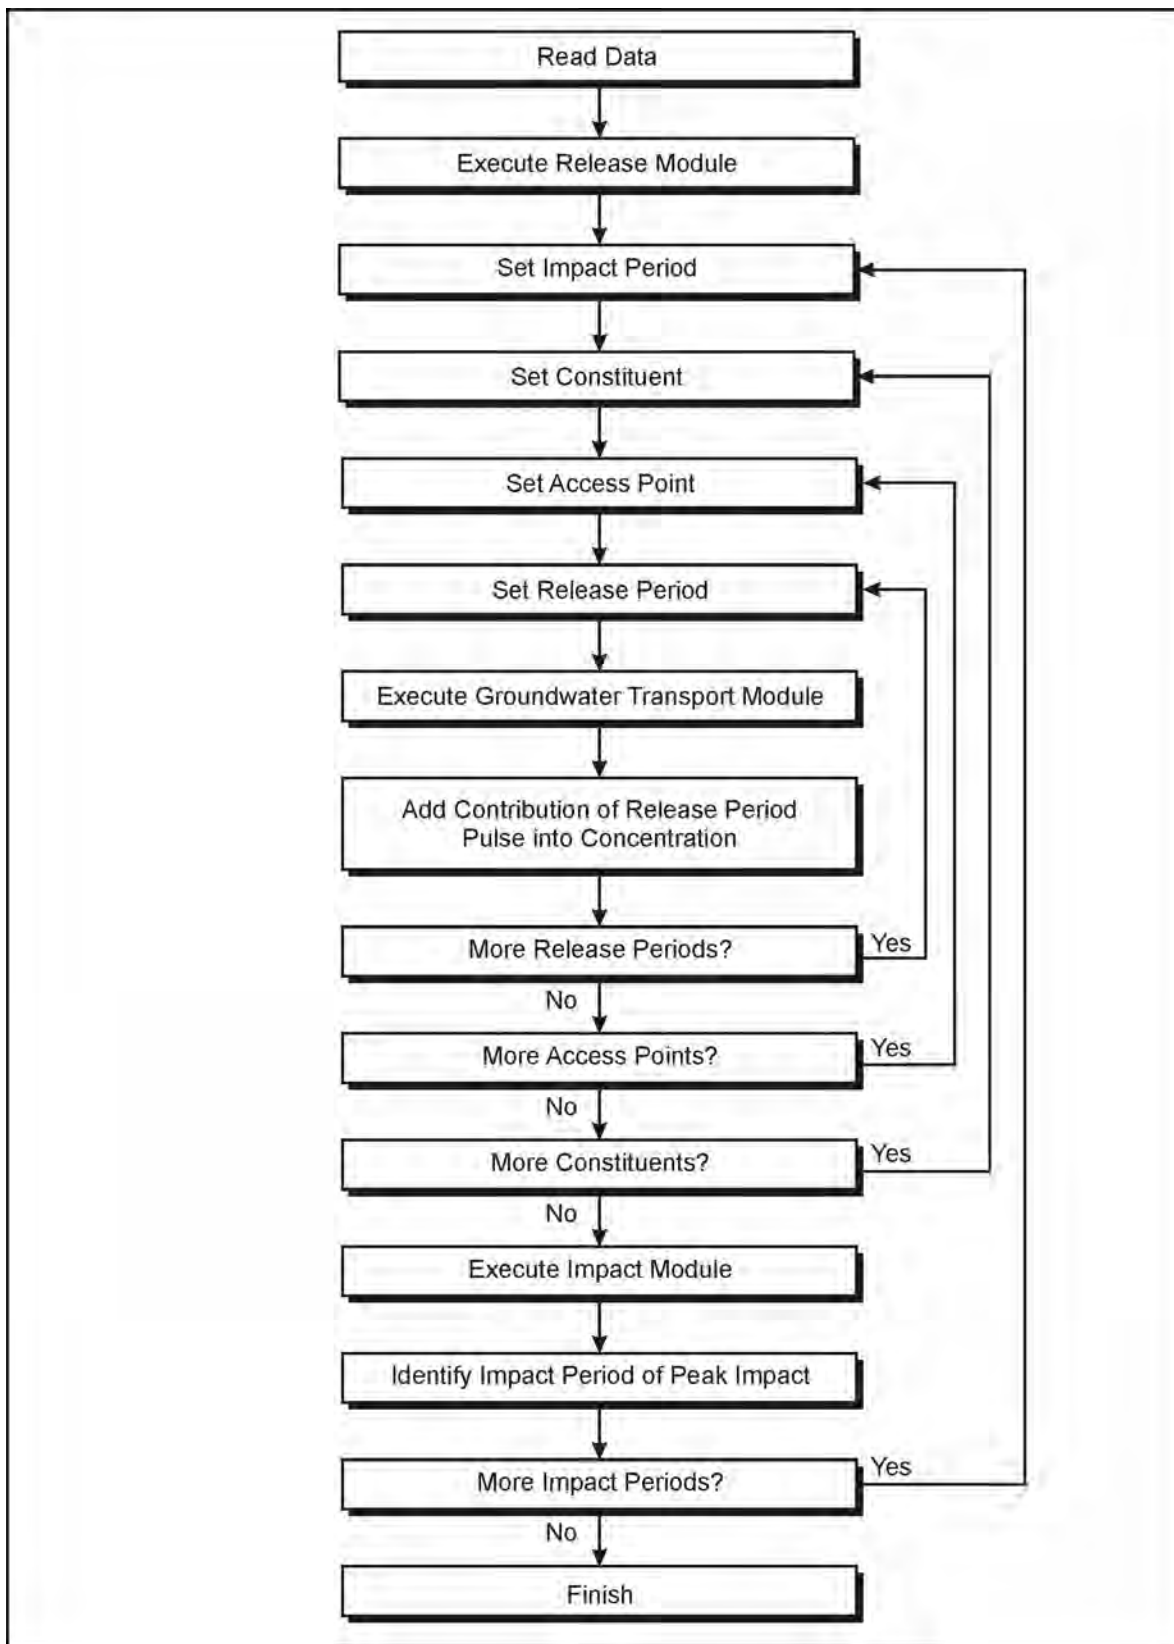 Read Data
Execute Release Module
Set Impact Period
Set Constituent
Set Access Point
Set Release Period
Execute Groundwater Transport Module
Add Contribution of Release Period
Pulse into Concentration
More Release Periods?
Yes
No
More Access Points?
Yes
No
More Constituents?
Yes
No
Execute Impact Module
Identify Impact Period of Peak Impact
More Impact Periods?
Yes
No
Finish